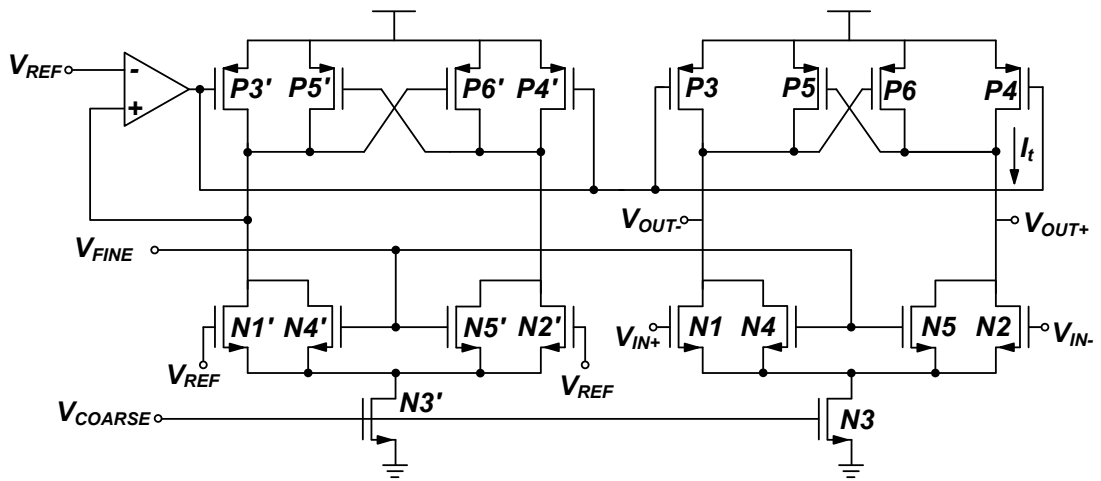 V_REF - + P3' P5' P6' P4' P3 P5 P6 P4
I_t
V_OUT- V_OUT+
V_FINE
N1' N4' N5' N2' V_IN+ N1 N4 N5 N2 V_IN-
V_REF V_REF
V_COARSE N3' N3